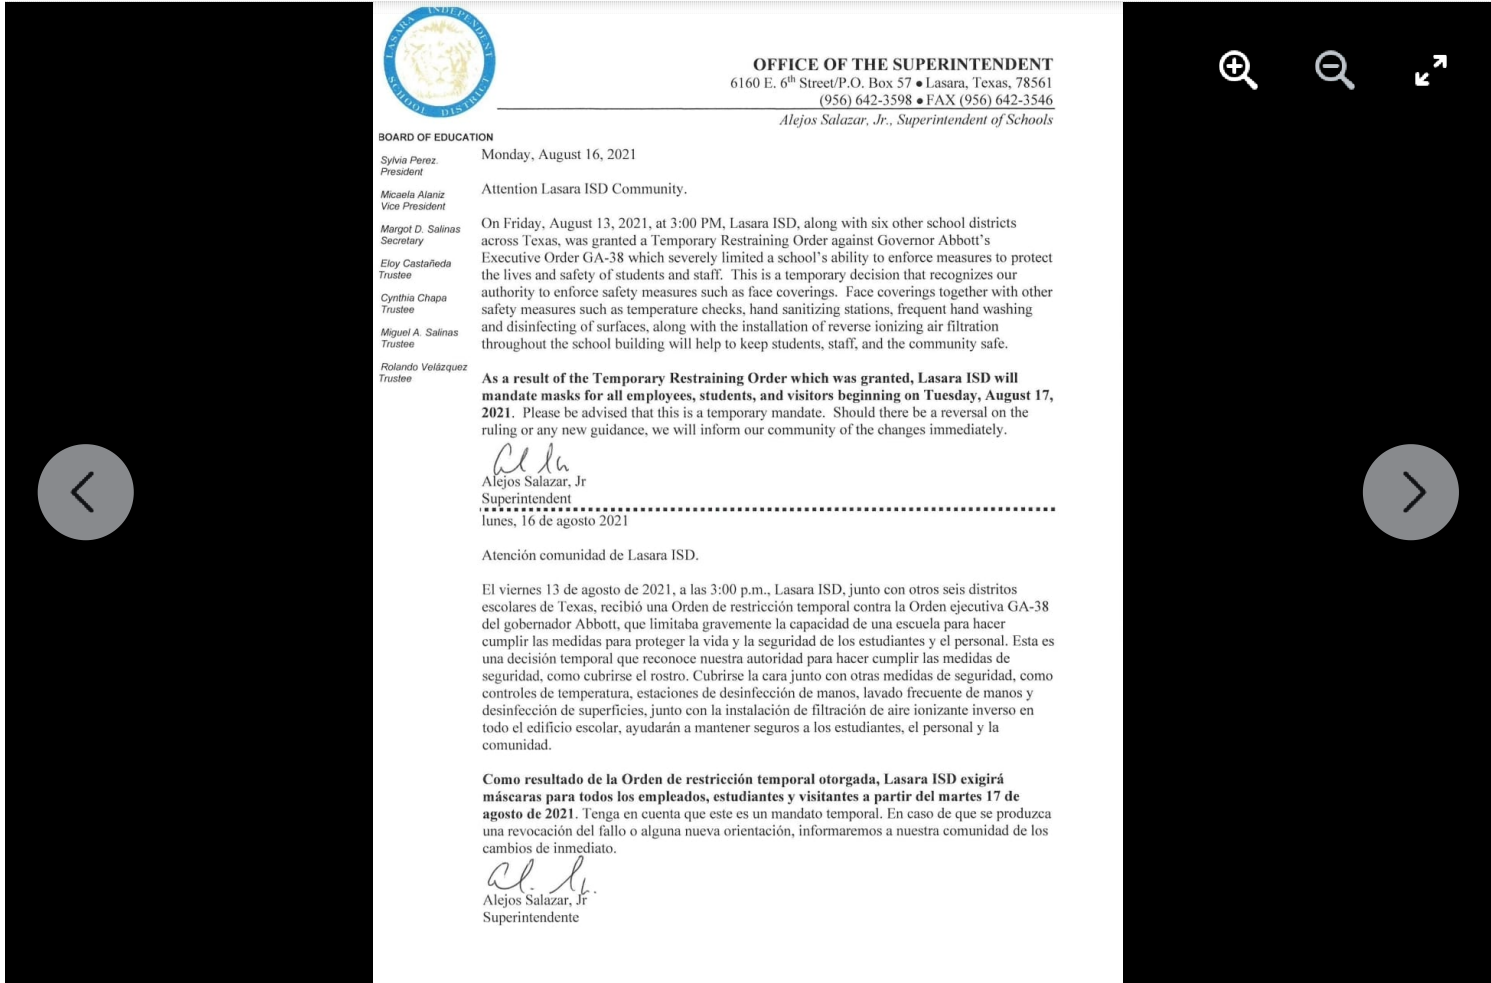 LASARA INDEPENDENT SCHOOL DISTRICT
OFFICE OF THE SUPERINTENDENT
6160 E. 6th Street/P.O. Box 57 ● Lasara, Texas, 78561
(956) 642-3598 ● FAX (956) 642-3546
Alejos Salazar, Jr., Superintendent of Schools
BOARD OF EDUCATION
Sylvia Perez.
President
Micaela Alaniz
Vice President
Margot D. Salinas
Secretary
Eloy Castañeda
Trustee
Cynthia Chapa
Trustee
Miguel A. Salinas
Trustee
Rolando Velázquez
Trustee
Monday, August 16, 2021
Attention Lasara ISD Community.
On Friday, August 13, 2021, at 3:00 PM, Lasara ISD, along with six other school districts
across Texas, was granted a Temporary Restraining Order against Governor Abbott's
Executive Order GA-38 which severely limited a school's ability to enforce measures to protect
the lives and safety of students and staff.  This is a temporary decision that recognizes our
authority to enforce safety measures such as face coverings.  Face coverings together with other
safety measures such as temperature checks, hand sanitizing stations, frequent hand washing
and disinfecting of surfaces, along with the installation of reverse ionizing air filtration
throughout the school building will help to keep students, staff, and the community safe.
As a result of the Temporary Restraining Order which was granted, Lasara ISD will
mandate masks for all employees, students, and visitors beginning on Tuesday, August 17,
2021.  Please be advised that this is a temporary mandate.  Should there be a reversal on the
ruling or any new guidance, we will inform our community of the changes immediately.
Alejos Salazar, Jr
Superintendent
lunes, 16 de agosto 2021
Atención comunidad de Lasara ISD.
El viernes 13 de agosto de 2021, a las 3:00 p.m., Lasara ISD, junto con otros seis distritos
escolares de Texas, recibió una Orden de restricción temporal contra la Orden ejecutiva GA-38
del gobernador Abbott, que limitaba gravemente la capacidad de una escuela para hacer
cumplir las medidas para proteger la vida y la seguridad de los estudiantes y el personal. Esta es
una decisión temporal que reconoce nuestra autoridad para hacer cumplir las medidas de
seguridad, como cubrirse el rostro. Cubrirse la cara junto con otras medidas de seguridad, como
controles de temperatura, estaciones de desinfección de manos, lavado frecuente de manos y
desinfección de superficies, junto con la instalación de filtración de aire ionizante inverso en
todo el edificio escolar, ayudarán a mantener seguros a los estudiantes, el personal y la
comunidad.
Como resultado de la Orden de restricción temporal otorgada, Lasara ISD exigirá
máscaras para todos los empleados, estudiantes y visitantes a partir del martes 17 de
agosto de 2021. Tenga en cuenta que este es un mandato temporal. En caso de que se produzca
una revocación del fallo o alguna nueva orientación, informaremos a nuestra comunidad de los
cambios de inmediato.
Alejos Salazar, Jr
Superintendente